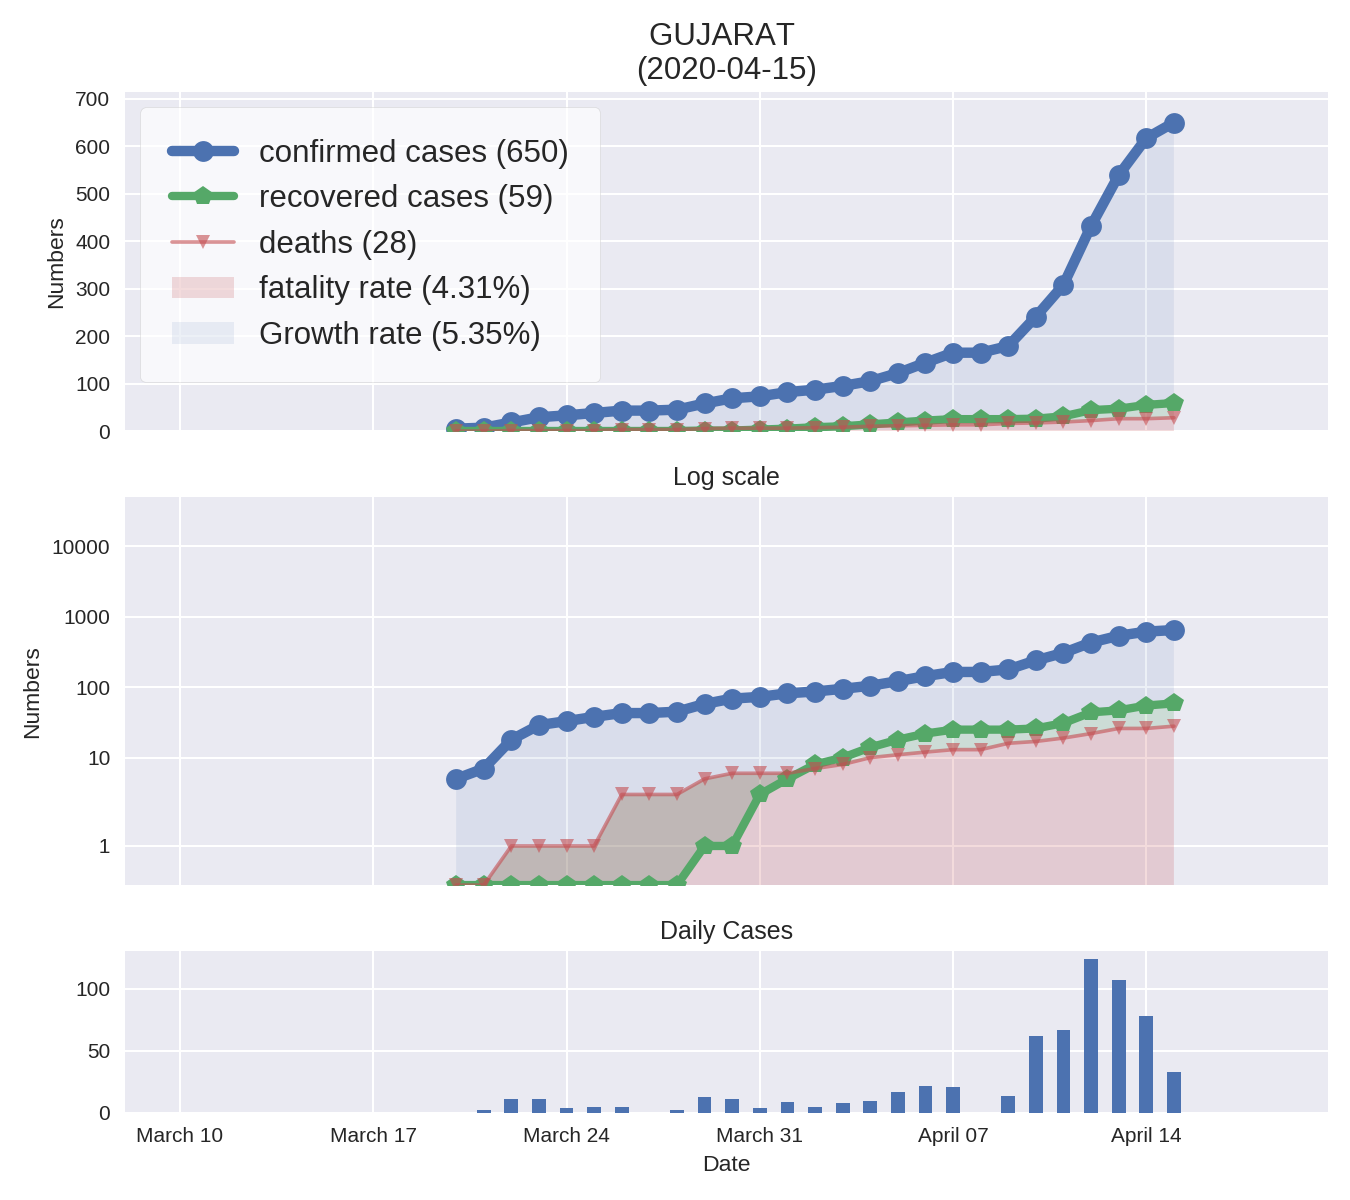 GUJARAT
(2020-04-15)
700
600
500
400
300
200
100
0
Numbers
confirmed cases (650)
recovered cases (59)
deaths (28)
fatality rate (4.31%)
Growth rate (5.35%)
Log scale
10000
1000
100
10
1
Numbers
Daily Cases
100
50
0
March 10 March 17 March 24 March 31 April 07 April 14
Date